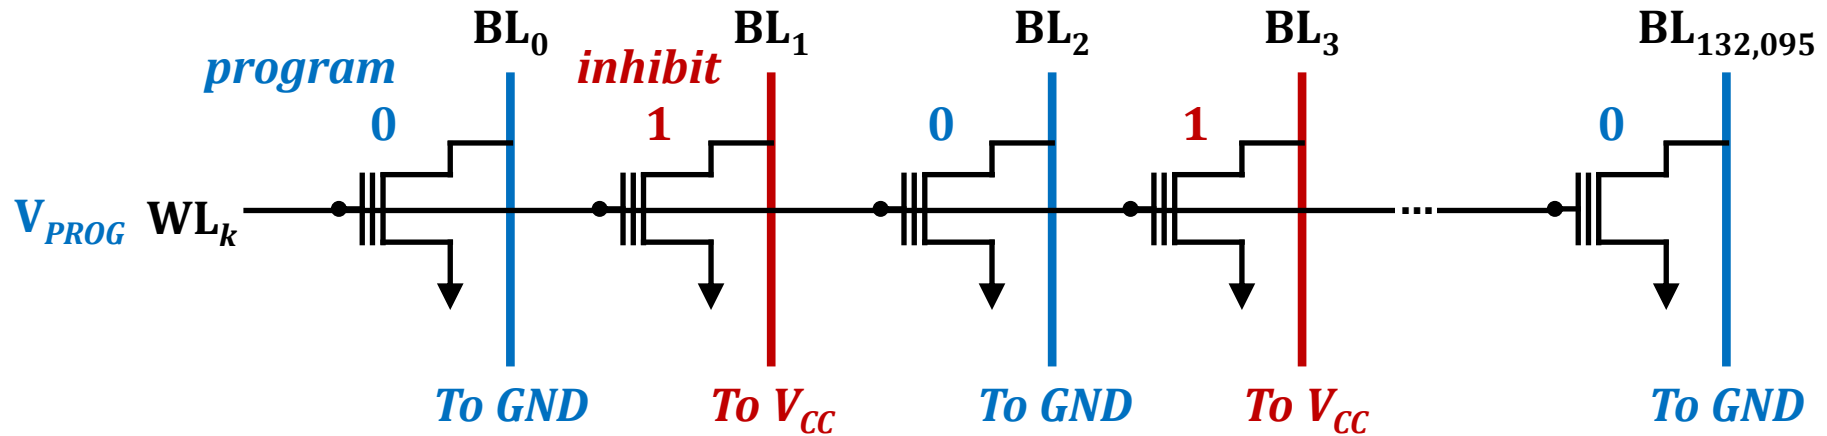 BL0 BL1 BL2 BL3 BL132,095
program inhibit
0 1 0 1 0
VPROG WLk ...
To GND To VCC To GND To VCC To GND